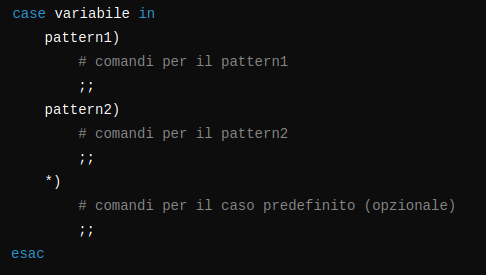 case variabile in
    pattern1)
        # comandi per il pattern1
        ;;
    pattern2)
        # comandi per il pattern2
        ;;
    *)
        # comandi per il caso predefinito (opzionale)
        ;;
esac